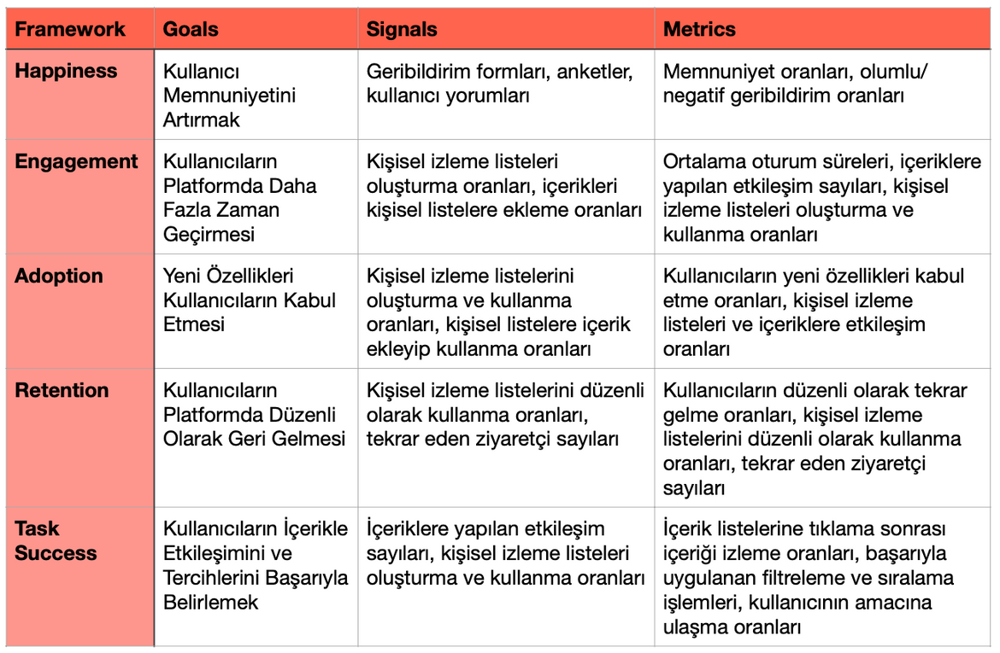 Framework Goals Signals Metrics
Happiness
Kullanıcı
Memnuniyetini
Artırmak
Geribildirim formları, anketler,
kullanıcı yorumları
Memnuniyet oranları, olumlu/
negatif geribildirim oranları
Engagement
Kullanıcıların
Platformda Daha
Fazla Zaman
Geçirmesi
Kişisel izleme listeleri
oluşturma oranları, içerikleri
kişisel listelere ekleme oranları
Ortalama oturum süreleri, içeriklere
yapılan etkileşim sayıları, kişisel
izleme listeleri oluşturma ve
kullanma oranları
Adoption
Yeni Özellikleri
Kullanıcıların Kabul
Etmesi
Kişisel izleme listelerini
oluşturma ve kullanma
oranları, kişisel listelere içerik
ekleyip kullanma oranları
Kullanıcıların yeni özellikleri kabul
etme oranları, kişisel izleme
listeleri ve içeriklere etkileşim
oranları
Retention
Kullanıcıların
Platformda Düzenli
Olarak Geri Gelmesi
Kişisel izleme listelerini düzenli
olarak kullanma oranları,
tekrar eden ziyaretçi sayıları
Kullanıcıların düzenli olarak tekrar
gelme oranları, kişisel izleme
listelerini düzenli olarak kullanma
oranları, tekrar eden ziyaretçi
sayıları
Task
Success
Kullanıcıların İçerikle
Etkileşimini ve
Tercihlerini Başarıyla
Belirlemek
İçeriklere yapılan etkileşim
sayıları, kişisel izleme listeleri
oluşturma ve kullanma oranları
İçerik listelerine tıklama sonrası
içeriği izleme oranları, başarıyla
uygulanan filtreleme ve sıralama
işlemleri, kullanıcının amacına
ulaşma oranları